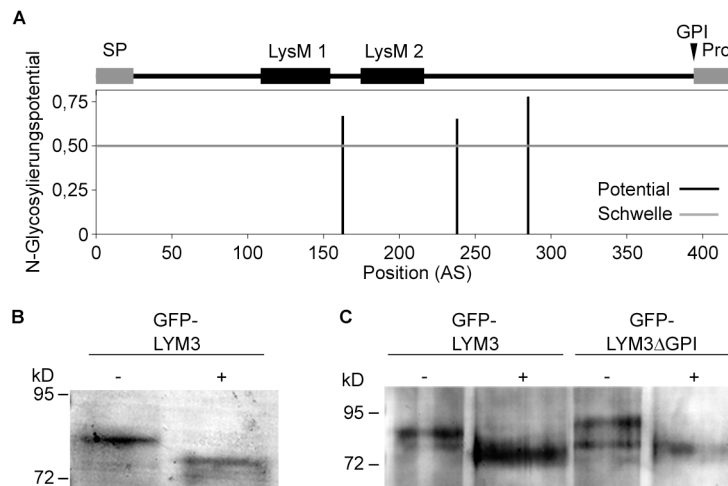 A
GPI
SP LysM 1 LysM 2 Pro
N-Glycosylierungspotential
0,75
0,50
0,25
0
Potential
Schwelle
0 50 100 150 200 250 300 350 400
Position (AS)
B
GFP-
LYM3
kD - +
95
72
C
GFP- GFP-
LYM3 LYM3ΔGPI
kD - + - +
95
72